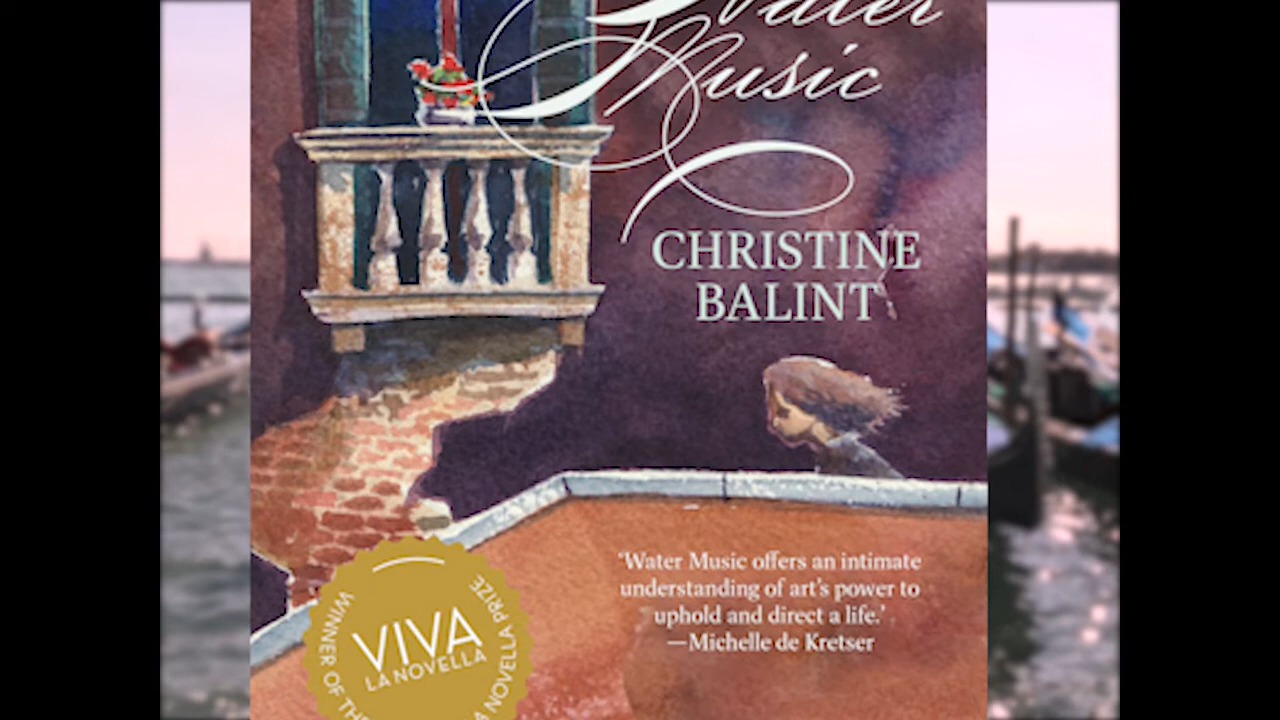 Water
Music
CHRISTINE
BALINT
‘Water Music offers an intimate
understanding of art’s power to
uphold and direct a life.’
—Michelle de Kretser
VIVA
LA NOVELLA
WINNER OF THE
A NOVELLA PRIZE